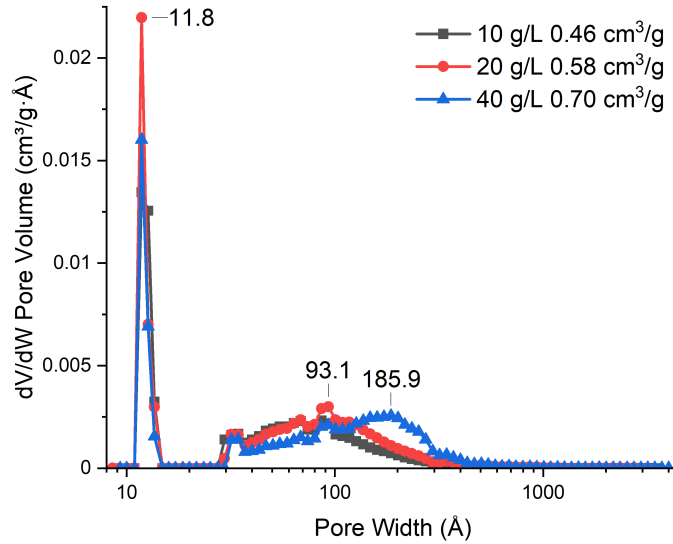 11.8
10 g/L 0.46 cm³/g
20 g/L 0.58 cm³/g
40 g/L 0.70 cm³/g
dV/dW Pore Volume (cm³/g·Å)
0.02
0.015
0.01
0.005
0
93.1
185.9
10
100
1000
Pore Width (Å)